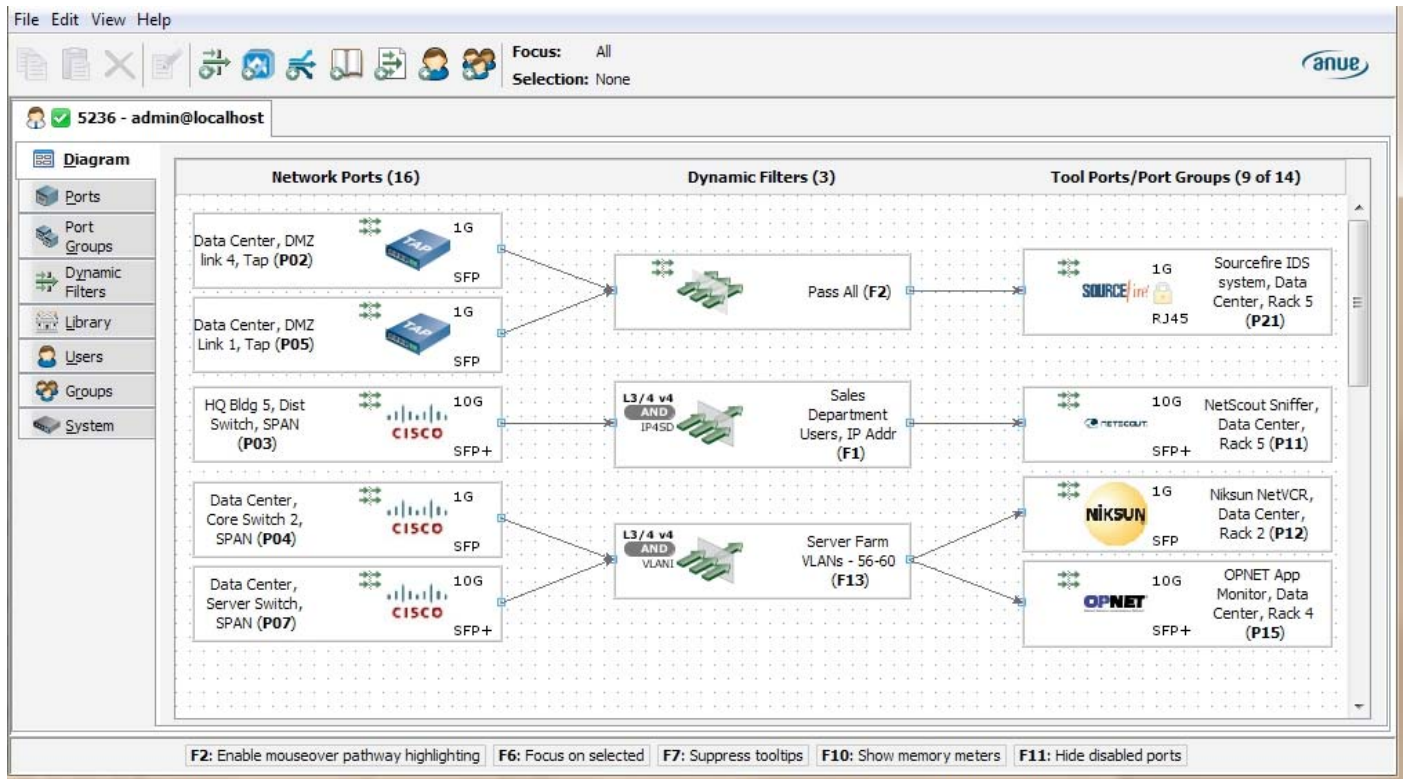 File Edit View Help
Focus: All
Selection: None
anue
5236 - admin@localhost
Diagram
Ports
Port
Groups
Dynamic
Filters
Library
Users
Groups
System
Network Ports (16)
Dynamic Filters (3)
Tool Ports/Port Groups (9 of 14)
Data Center, DMZ
link 4, Tap (P02)
TAP
1G
SFP
Data Center, DMZ
Link 1, Tap (P05)
TAP
1G
SFP
Pass All (F2)
SOURCEfire
1G
RJ45
Sourcefire IDS
system, Data
Center, Rack 5
(P21)
HQ Bldg 5, Dist
Switch, SPAN
(P03)
CISCO
10G
SFP+
L3/4 v4
AND
IP4SD
Sales
Department
Users, IP Addr
(F1)
NETSCOUT
10G
SFP+
NetScout Sniffer,
Data Center,
Rack 5 (P11)
Data Center,
Core Switch 2,
SPAN (P04)
CISCO
1G
SFP
Data Center,
Server Switch,
SPAN (P07)
CISCO
10G
SFP+
L3/4 v4
AND
VLANI
Server Farm
VLANs - 56-60
(F13)
NIKSUN
1G
SFP
Niksun NetVCR,
Data Center,
Rack 2 (P12)
OPNET
10G
SFP+
OPNET App
Monitor, Data
Center, Rack 4
(P15)
F2: Enable mouseover pathway highlighting F6: Focus on selected F7: Suppress tooltips F10: Show memory meters F11: Hide disabled ports